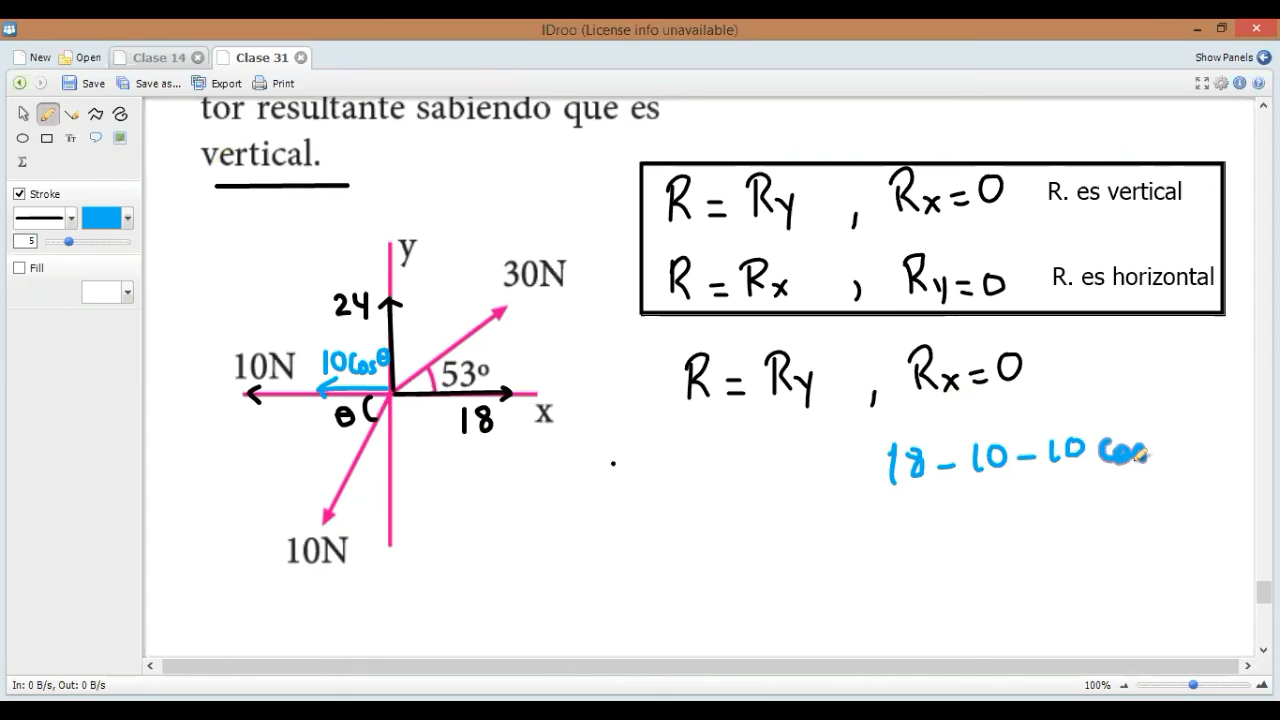 IDroo (License info unavailable)
New Open Clase 14 Clase 31 Show Panels
Save Save as... Export Print
tor resultante sabiendo que es
vertical.
Stroke
5
Fill
R = Ry , Rx = 0 R. es vertical
R = Rx , Ry = 0 R. es horizontal
y
30N
24
10N 10Cosθ 53º
θ 18 x
10N
R = Ry , Rx = 0
18 - 10 - 10 Cos
In: 0 B/s, Out: 0 B/s 100%